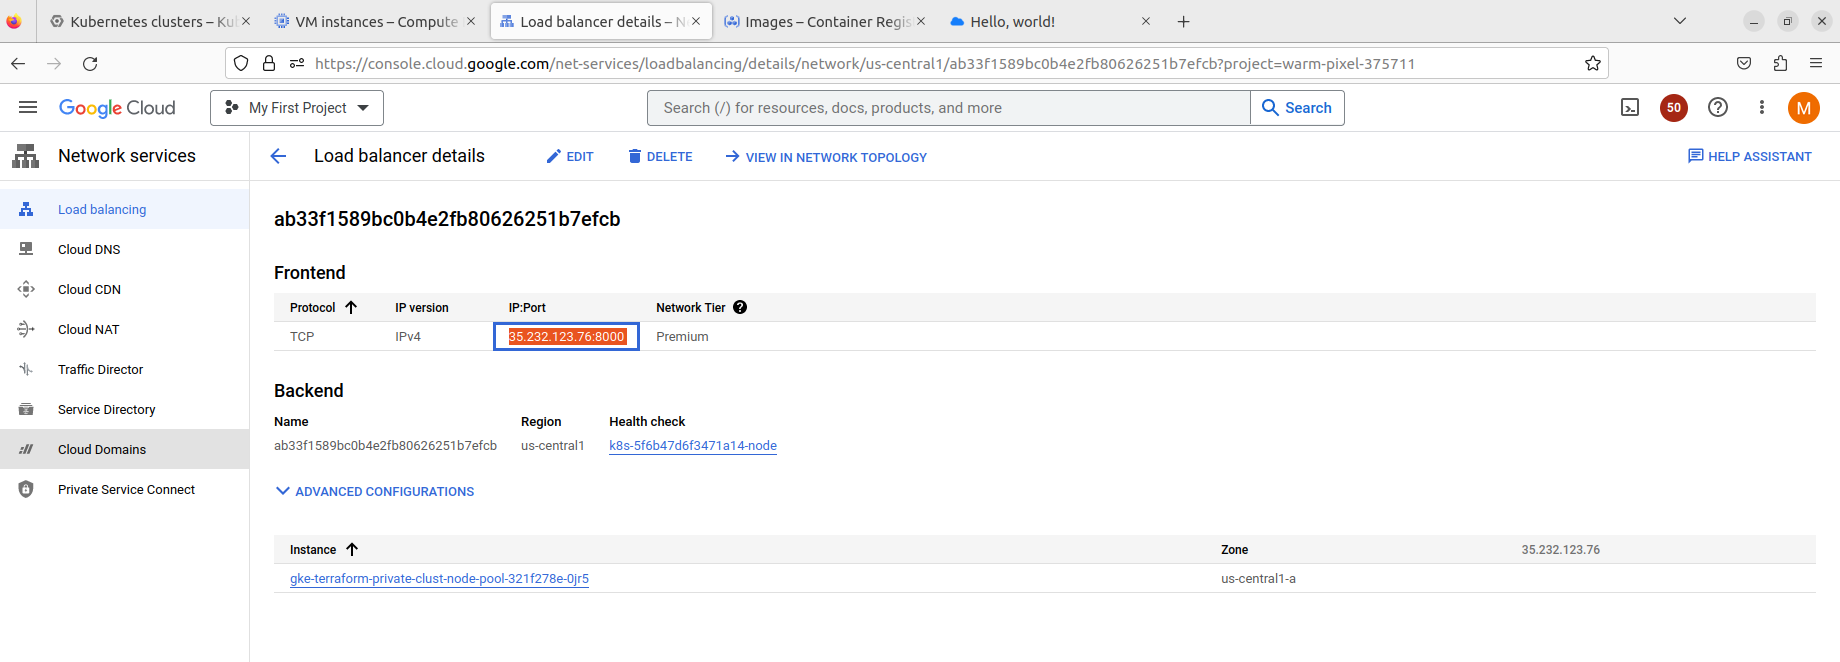 Kubernetes clusters – Ku
VM instances – Compute
Load balancer details – N
Images – Container Regis
Hello, world!
https://console.cloud.google.com/net-services/loadbalancing/details/network/us-central1/ab33f1589bc0b4e2fb80626251b7efcb?project=warm-pixel-375711
Google Cloud
My First Project
Search (/) for resources, docs, products, and more
Search
50
M
Network services
Load balancer details
EDIT
DELETE
VIEW IN NETWORK TOPOLOGY
HELP ASSISTANT
Load balancing
Cloud DNS
Cloud CDN
Cloud NAT
Traffic Director
Service Directory
Cloud Domains
Private Service Connect
ab33f1589bc0b4e2fb80626251b7efcb
Frontend
Protocol IP version IP:Port Network Tier
TCP IPv4 35.232.123.76:8000 Premium
Backend
Name Region Health check
ab33f1589bc0b4e2fb80626251b7efcb us-central1 k8s-5f6b47d6f3471a14-node
ADVANCED CONFIGURATIONS
Instance Zone 35.232.123.76
gke-terraform-private-clust-node-pool-321f278e-0jr5 us-central1-a